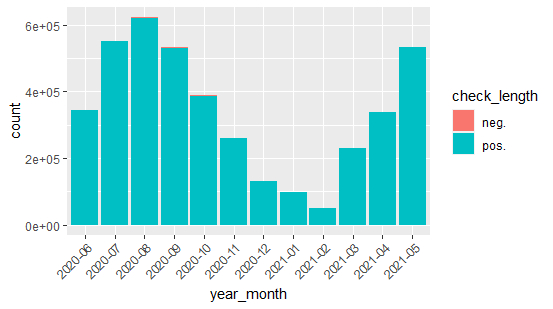 6e+05
4e+05
2e+05
0e+00
count
2020-06
2020-07
2020-08
2020-09
2020-10
2020-11
2020-12
2021-01
2021-02
2021-03
2021-04
2021-05
year_month
check_length
neg.
pos.